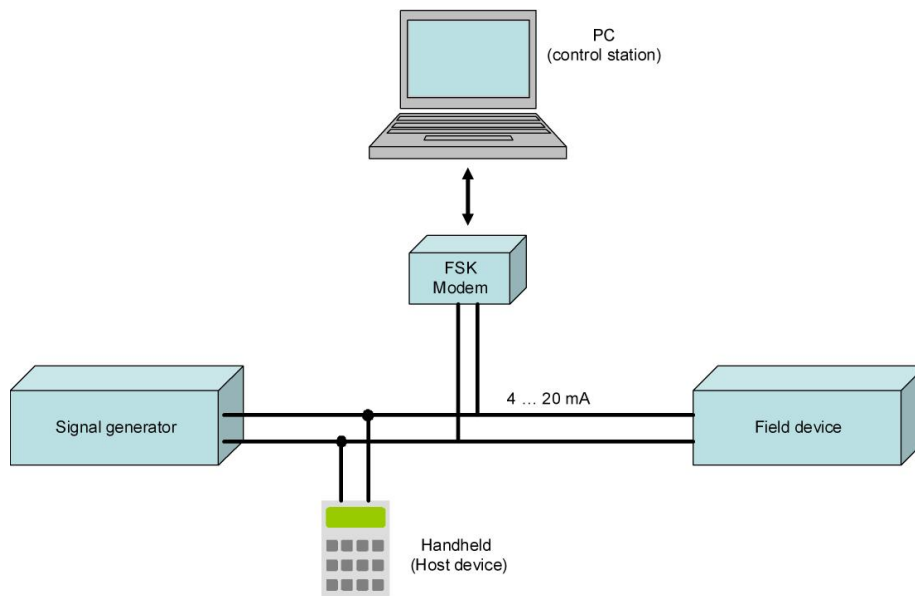 PC
(control station)
FSK
Modem
4 ... 20 mA
Signal generator
Field device
Handheld
(Host device)